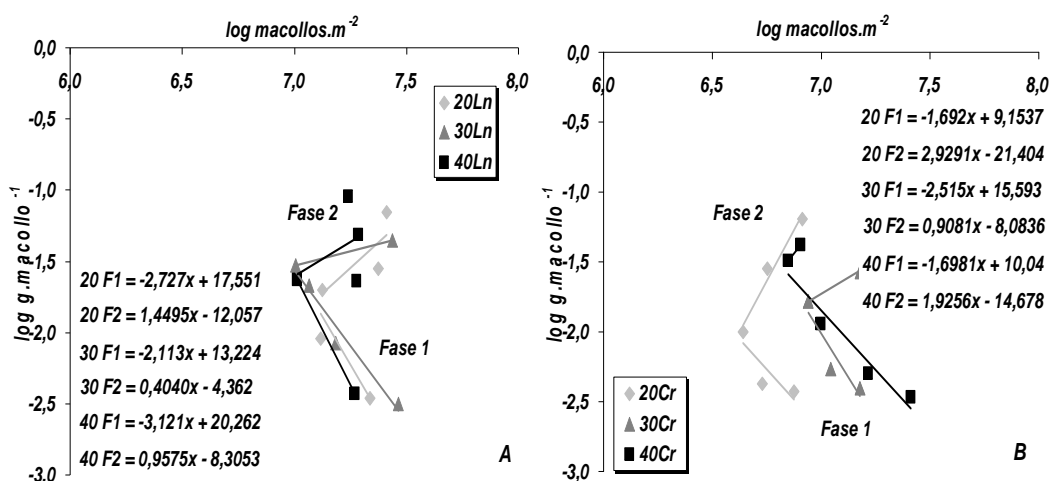 log macollos.m-2
0,0
6,0 6,5 7,0 7,5 8,0
-0,5
-1,0
-1,5
-2,0
-2,5
-3,0
log g.macollo-1
20Ln
30Ln
40Ln
Fase 2
Fase 1
20 F1 = -2,727x + 17,551
20 F2 = 1,4495x - 12,057
30 F1 = -2,113x + 13,224
30 F2 = 0,4040x - 4,362
40 F1 = -3,121x + 20,262
40 F2 = 0,9575x - 8,3053
A
log macollos.m-2
0,0
6,0 6,5 7,0 7,5 8,0
-0,5
-1,0
-1,5
-2,0
-2,5
-3,0
log g.macollo-1
20 F1 = -1,692x + 9,1537
20 F2 = 2,9291x - 21,404
30 F1 = -2,515x + 15,593
30 F2 = 0,9081x - 8,0836
40 F1 = -1,6981x + 10,04
40 F2 = 1,9256x - 14,678
Fase 2
Fase 1
20Cr
30Cr
40Cr
B